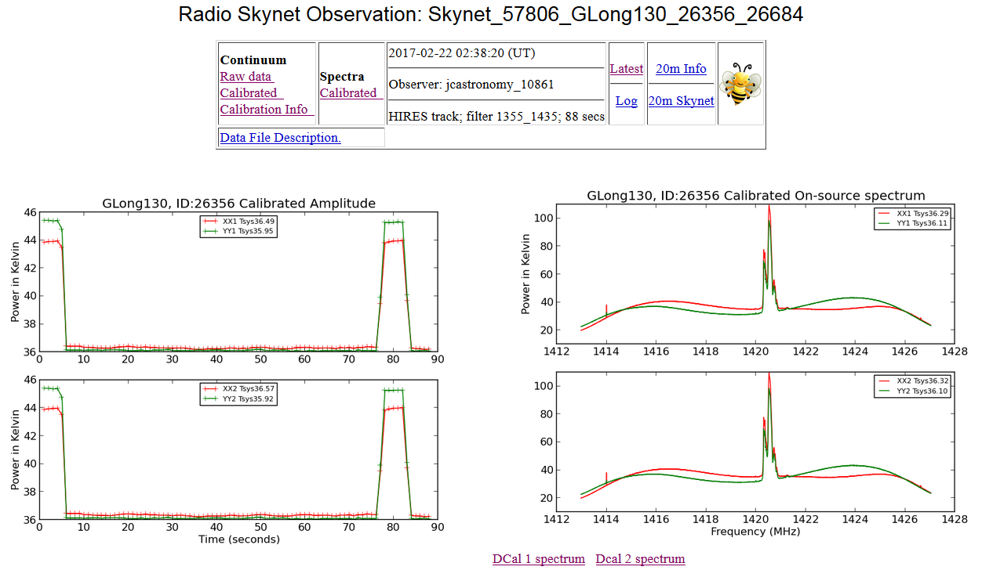 Radio Skynet Observation: Skynet_57806_GLong130_26356_26684
Continuum
Raw data
Calibrated
Calibration Info
Spectra
Calibrated
2017-02-22 02:38:20 (UT)
Observer: jcastronomy_10861
HIRES track; filter 1355_1435; 88 secs
Latest
Log
20m Info
20m Skynet
Data File Description.
GLong130, ID:26356 Calibrated Amplitude
XX1 Tsys36.49
YY1 Tsys35.95
Power in Kelvin
46
44
42
40
38
36
0 10 20 30 40 50 60 70 80 90
XX2 Tsys36.57
YY2 Tsys35.92
Power in Kelvin
46
44
42
40
38
36
0 10 20 30 40 50 60 70 80 90
Time (seconds)
GLong130, ID:26356 Calibrated On-source spectrum
XX1 Tsys36.29
YY1 Tsys36.11
Power in Kelvin
100
80
60
40
20
1412 1414 1416 1418 1420 1422 1424 1426 1428
XX2 Tsys36.32
YY2 Tsys36.10
100
80
60
40
20
1412 1414 1416 1418 1420 1422 1424 1426 1428
Frequency (MHz)
DCal 1 spectrum Dcal 2 spectrum